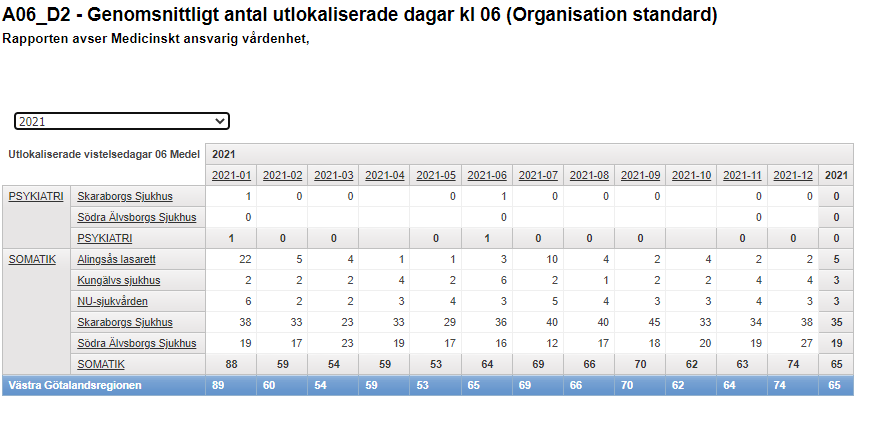 A06_D2 - Genomsnittligt antal utlokaliserade dagar kl 06 (Organisation standard)
Rapporten avser Medicinskt ansvarig vårdenhet,
2021
Utlokaliserade vistelsedagar 06 Medel 2021
2021-01 2021-02 2021-03 2021-04 2021-05 2021-06 2021-07 2021-08 2021-09 2021-10 2021-11 2021-12 2021
PSYKIATRI Skaraborgs Sjukhus 1 0 0 0 1 0 0 0 0 0
Södra Älvsborgs Sjukhus 0 0 0 0
PSYKIATRI 1 0 0 0 1 0 0 0 0 0 0
SOMATIK Alingsås lasarett 22 5 4 1 1 3 10 4 2 4 2 2 5
Kungälvs sjukhus 2 2 2 4 2 6 2 1 2 2 4 4 3
NU-sjukvården 6 2 2 3 4 3 5 4 3 3 4 3 3
Skaraborgs Sjukhus 38 33 23 33 29 36 40 40 45 33 34 38 35
Södra Älvsborgs Sjukhus 19 17 23 19 17 16 12 17 18 20 19 27 19
SOMATIK 88 59 54 59 53 64 69 66 70 62 63 74 65
Västra Götalandsregionen 89 60 54 59 53 65 69 66 70 62 64 74 65